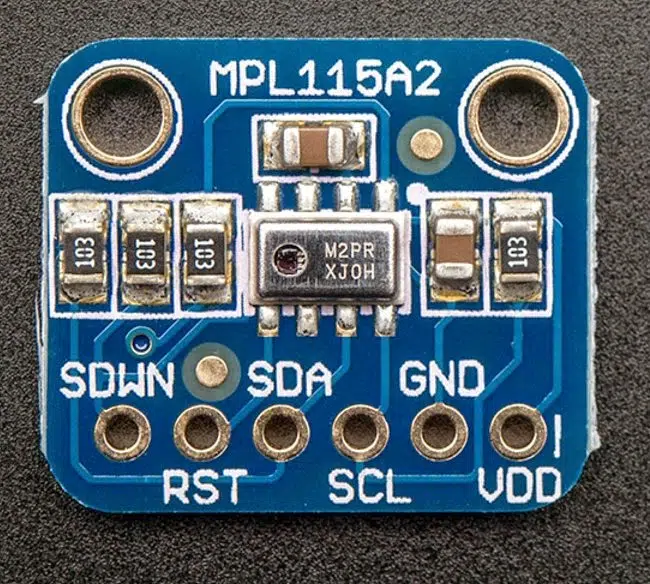 MPL115A2
103 103 103 103
M2PR
XJ0H
SDWN SDA GND
RST SCL VDD